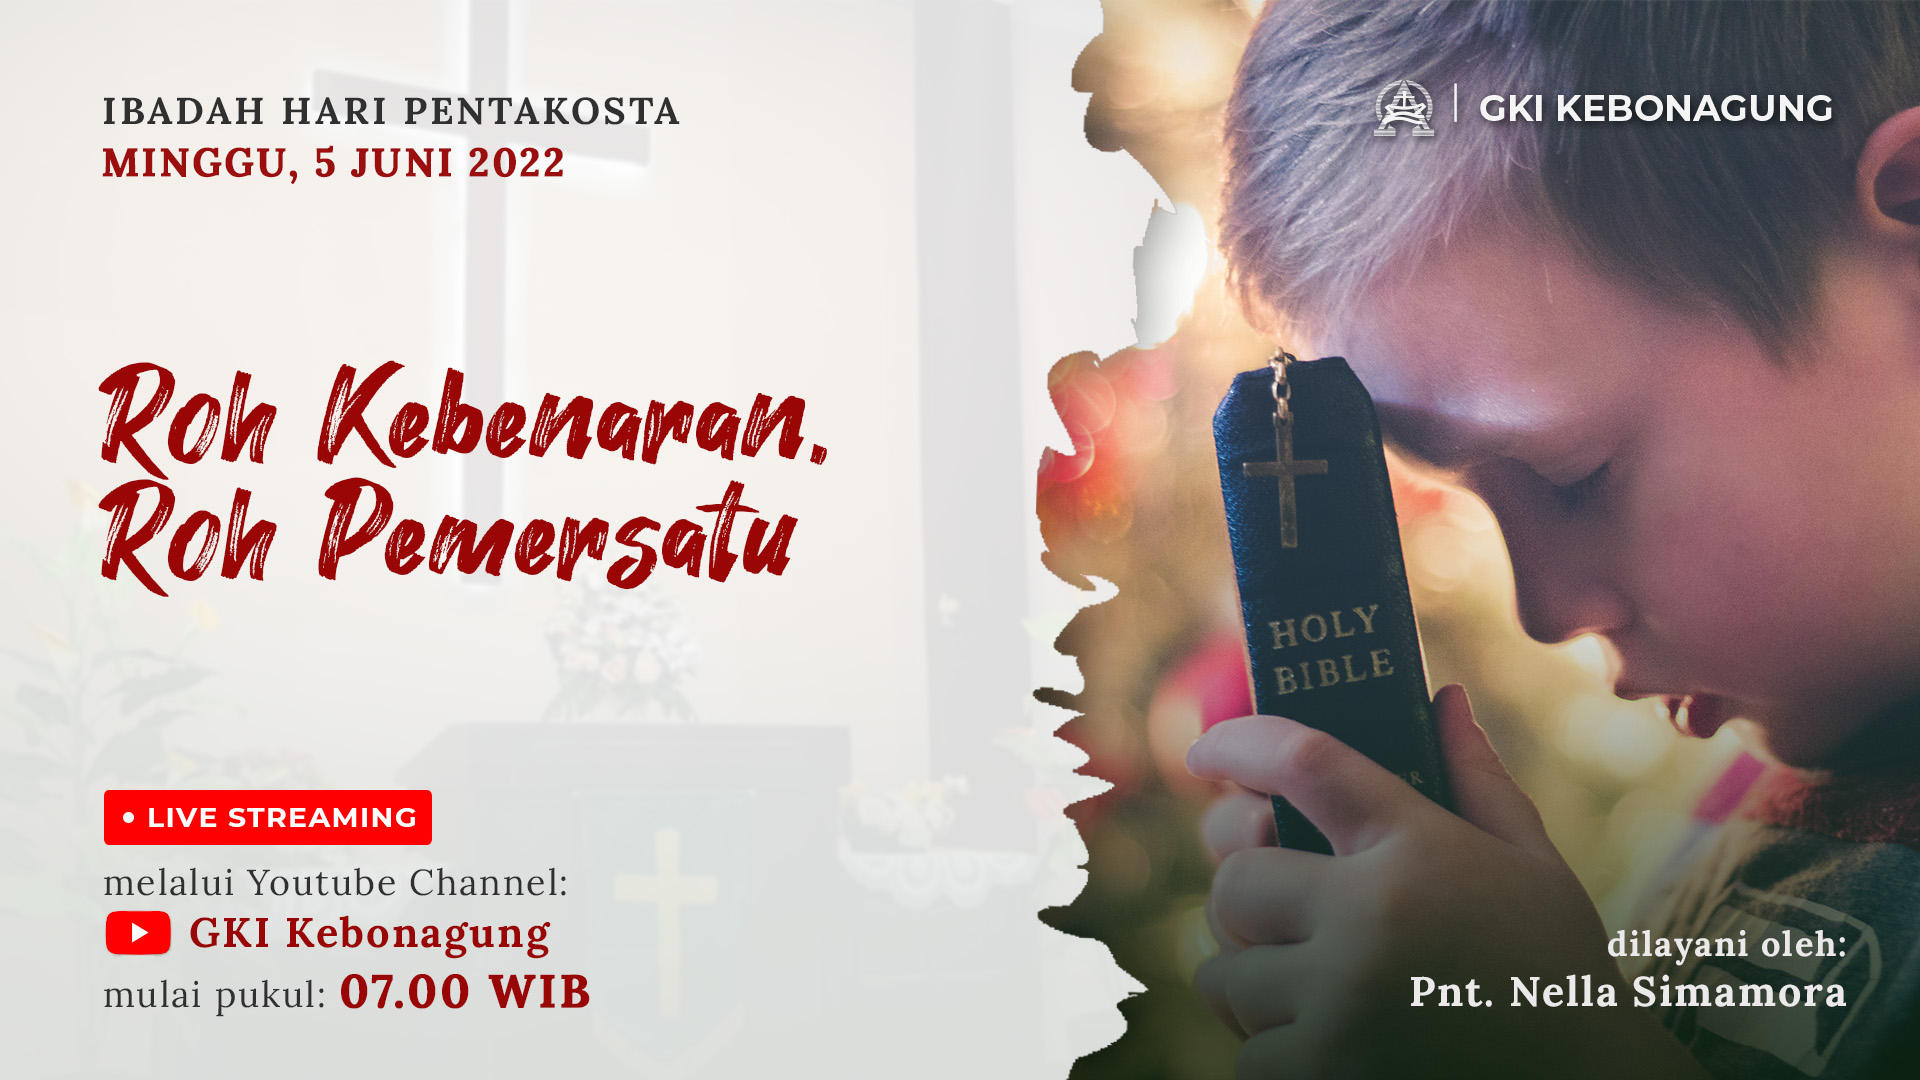 IBADAH HARI PENTAKOSTA
MINGGU, 5 JUNI 2022
GKI KEBONAGUNG
Roh Kebenaran,
Roh Pemersatu
HOLY
BIBLE
• LIVE STREAMING
melalui Youtube Channel:
GKI Kebonagung
mulai pukul: 07.00 WIB
dilayani oleh:
Pnt. Nella Simamora